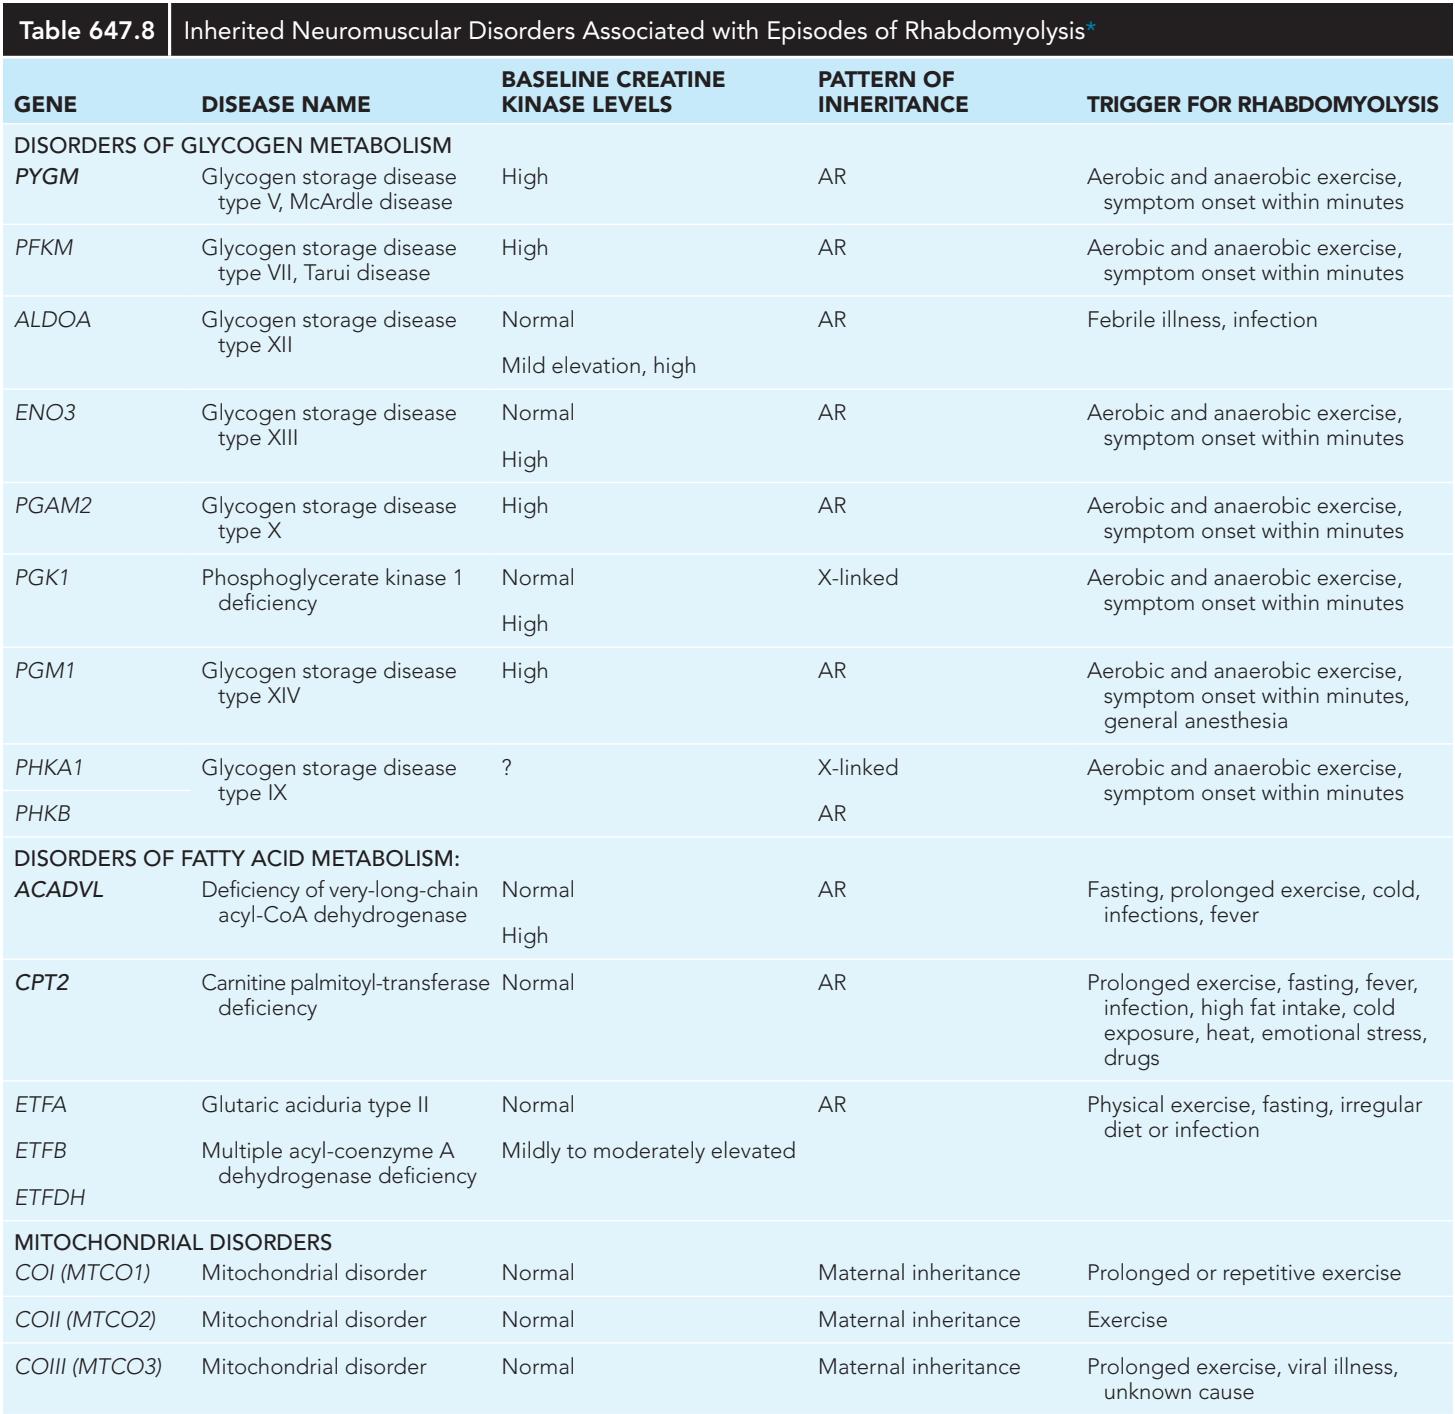 Table 647.8 Inherited Neuromuscular Disorders Associated with Episodes of Rhabdomyolysis*
GENE DISEASE NAME BASELINE CREATINE KINASE LEVELS PATTERN OF INHERITANCE TRIGGER FOR RHABDOMYOLYSIS
DISORDERS OF GLYCOGEN METABOLISM
PYGM Glycogen storage disease High AR Aerobic and anaerobic exercise,
type V, McArdle disease symptom onset within minutes
PFKM Glycogen storage disease High AR Aerobic and anaerobic exercise,
type VII, Tarui disease symptom onset within minutes
ALDOA Glycogen storage disease Normal AR Febrile illness, infection
type XII
Mild elevation, high
ENO3 Glycogen storage disease Normal AR Aerobic and anaerobic exercise,
type XIII symptom onset within minutes
High
PGAM2 Glycogen storage disease High AR Aerobic and anaerobic exercise,
type X symptom onset within minutes
PGK1 Phosphoglycerate kinase 1 Normal X-linked Aerobic and anaerobic exercise,
deficiency symptom onset within minutes
High
PGM1 Glycogen storage disease High AR Aerobic and anaerobic exercise,
type XIV symptom onset within minutes,
general anesthesia
PHKA1 Glycogen storage disease ? X-linked Aerobic and anaerobic exercise,
type IX symptom onset within minutes
PHKB AR
DISORDERS OF FATTY ACID METABOLISM:
ACADVL Deficiency of very-long-chain Normal AR Fasting, prolonged exercise, cold,
acyl-CoA dehydrogenase infections, fever
High
CPT2 Carnitine palmitoyl-transferase Normal AR Prolonged exercise, fasting, fever,
deficiency infection, high fat intake, cold
exposure, heat, emotional stress,
drugs
ETFA Glutaric aciduria type II Normal AR Physical exercise, fasting, irregular
diet or infection
ETFB Multiple acyl-coenzyme A Mildly to moderately elevated
dehydrogenase deficiency
ETFDH
MITOCHONDRIAL DISORDERS
COI (MTCO1) Mitochondrial disorder Normal Maternal inheritance Prolonged or repetitive exercise
COII (MTCO2) Mitochondrial disorder Normal Maternal inheritance Exercise
COIII (MTCO3) Mitochondrial disorder Normal Maternal inheritance Prolonged exercise, viral illness,
unknown cause